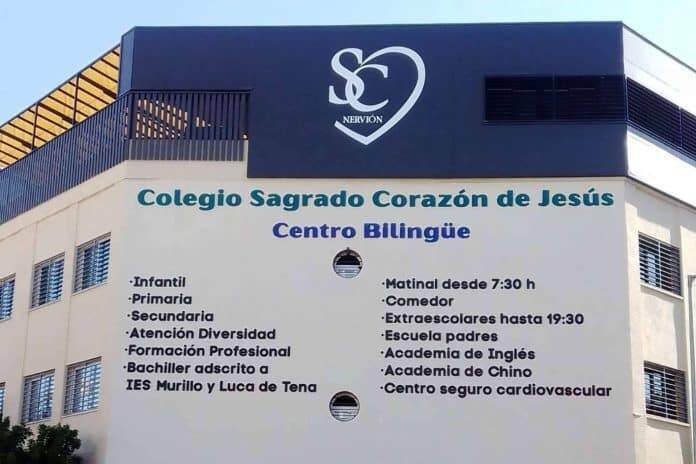 SC
NERVIÓN
Colegio Sagrado Corazón de Jesús
Centro Bilingüe
·Infantil
·Primaria
·Secundaria
·Atención Diversidad
·Formación Profesional
·Bachiller adscrito a
IES Murillo y Luca de Tena
·Matinal desde 7:30 h
·Comedor
·Extraescolares hasta 19:30
·Escuela padres
·Academia de Inglés
·Academia de Chino
·Centro seguro cardiovascular